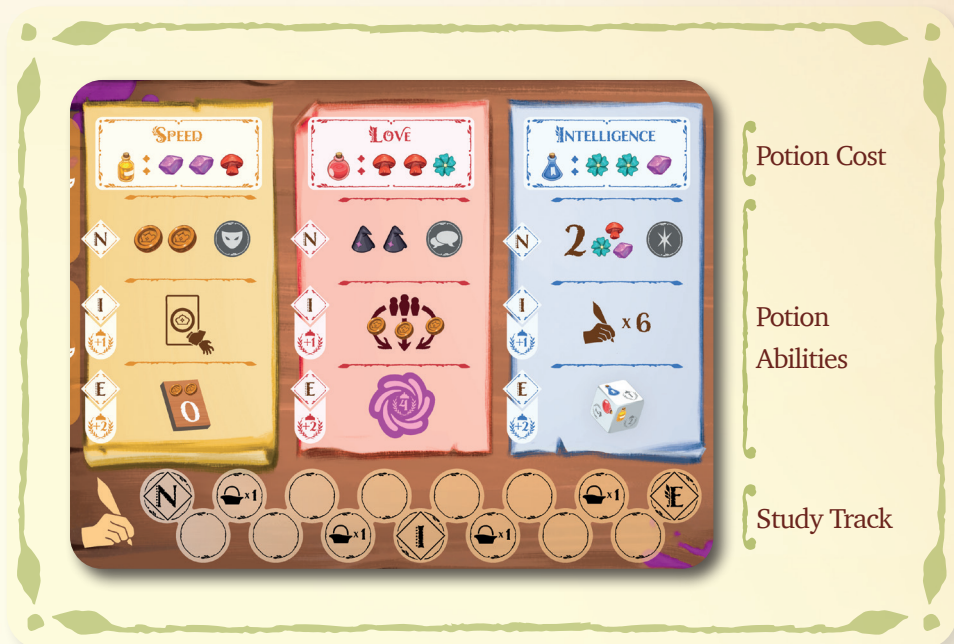 SPEED
LOVE
INTELLIGENCE
Potion Cost
N
N
N 2
I +1
I +1
I +1 x 6
Potion
Abilities
E +2 0
E +2 4
E +2
N x1 x1 E
x1 I x1
Study Track